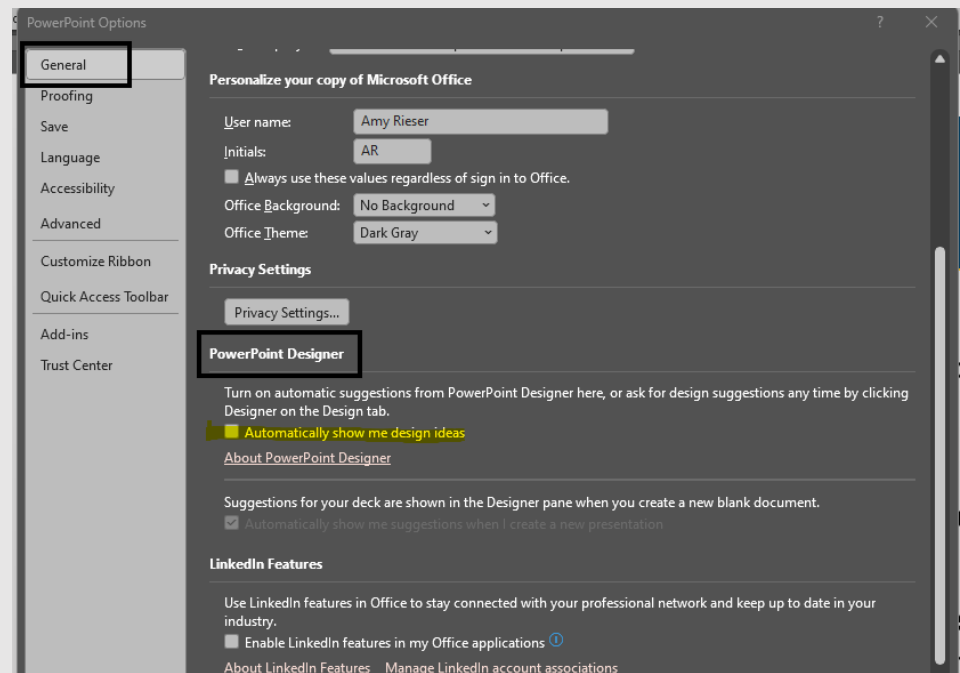 PowerPoint Options
?
General
Proofing
Save
Language
Accessibility
Advanced
Customize Ribbon
Quick Access Toolbar
Add-ins
Trust Center
Personalize your copy of Microsoft Office
User name: Amy Rieser
Initials: AR
Always use these values regardless of sign in to Office.
Office Background: No Background
Office Theme: Dark Gray
Privacy Settings
Privacy Settings...
PowerPoint Designer
Turn on automatic suggestions from PowerPoint Designer here, or ask for design suggestions any time by clicking
Designer on the Design tab.
Automatically show me design ideas
About PowerPoint Designer
Suggestions for your deck are shown in the Designer pane when you create a new blank document.
Automatically show me suggestions when I create a new presentation
LinkedIn Features
Use LinkedIn features in Office to stay connected with your professional network and keep up to date in your
industry.
Enable LinkedIn features in my Office applications
About LinkedIn Features Manage LinkedIn account associations